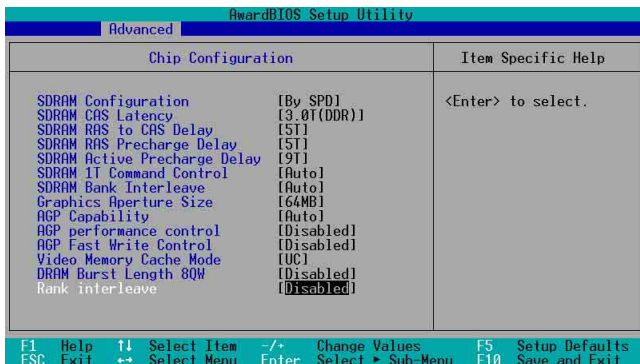 AwardBIOS Setup Utility
Advanced
Chip Configuration
Item Specific Help
SDRAM Configuration [By SPD]
SDRAM CAS Latency [3.0T(DDR)]
SDRAM RAS to CAS Delay [5T]
SDRAM RAS Precharge Delay [5T]
SDRAM Active Precharge Delay [9T]
SDRAM 1T Command Control [Auto]
SDRAM Bank Interleave [Auto]
Graphics Aperture Size [64MB]
AGP Capability [Auto]
AGP performance control [Disabled]
AGP Fast Write Control [Disabled]
Video Memory Cache Mode [UC]
DRAM Burst Length 8QW [Disabled]
Rank interleave [Disabled]
<Enter> to select.
F1 Help ↑↓ Select Item -/+ Change Values F5 Setup Defaults
ESC Exit ←→ Select Menu Enter Select ► Sub-Menu F10 Save and Exit